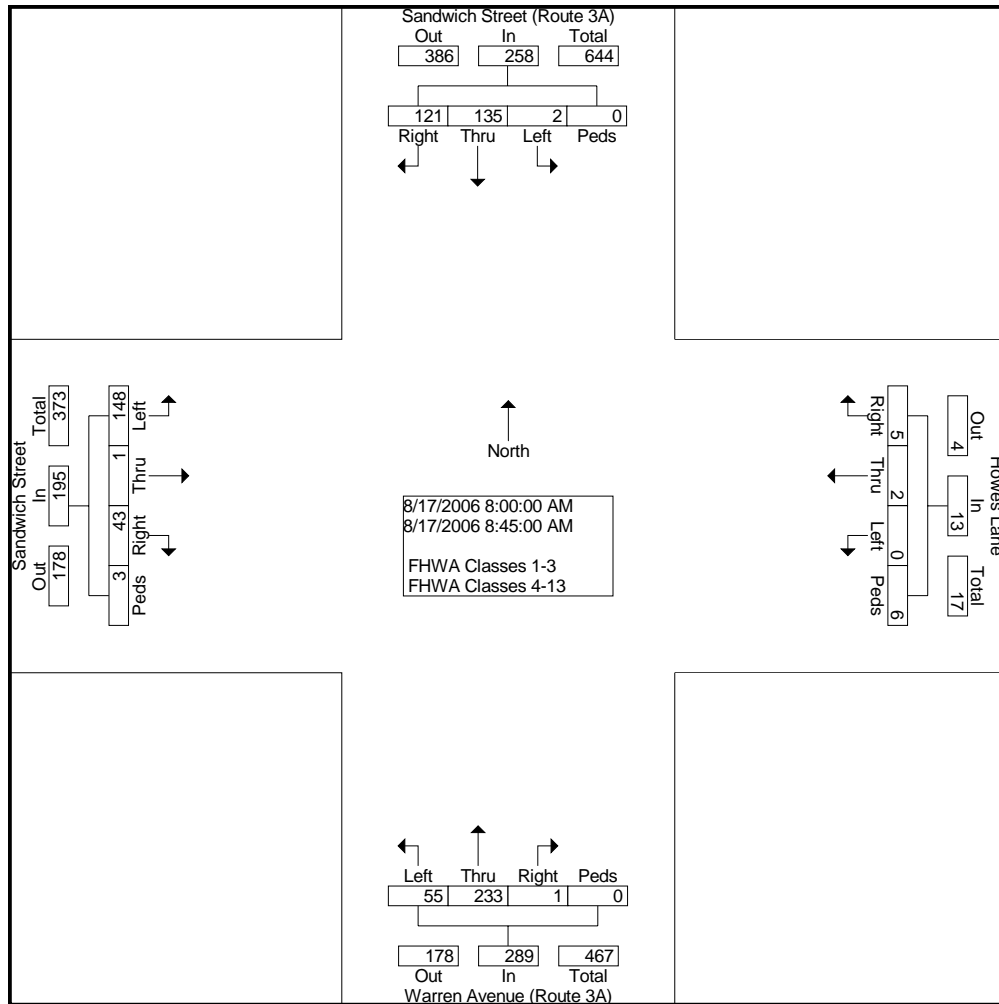 Sandwich Street (Route 3A)
Out In Total
386 258 644
121 135 2 0
Right Thru Left Peds
Sandwich Street
Total In Out
373 195 178
148 1 43 3
Left Thru Right Peds
North
8/17/2006 8:00:00 AM
8/17/2006 8:45:00 AM
FHWA Classes 1-3
FHWA Classes 4-13
Right Thru Left Peds
5 2 0 6
Out In Total
4 13 17
Howes Lane
Left Thru Right Peds
55 233 1 0
178 289 467
Out In Total
Warren Avenue (Route 3A)